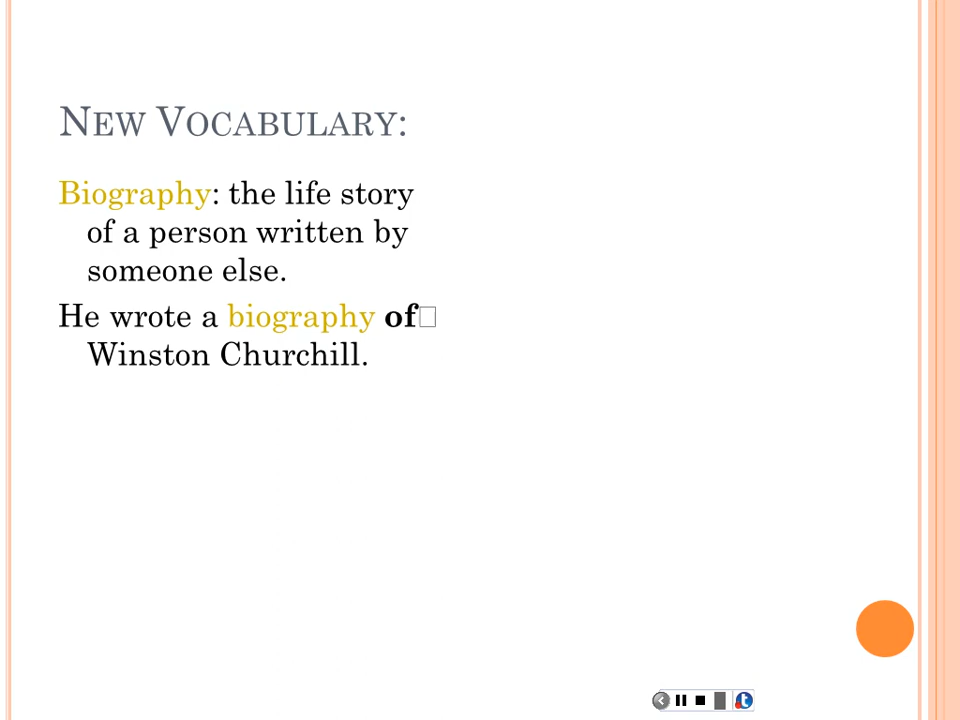 NEW VOCABULARY:
Biography: the life story
of a person written by
someone else.
He wrote a biography of
Winston Churchill.